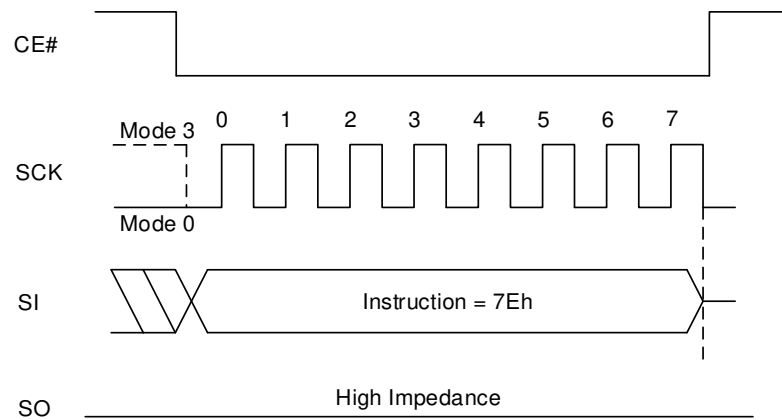 CE#
Mode 3
0 1 2 3 4 5 6 7
SCK
Mode 0
SI
Instruction = 7Eh
High Impedance
SO